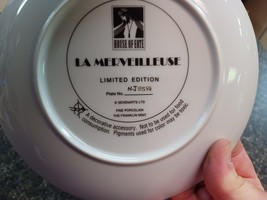 HOUSE OF ERTÉ
LA MERVEILLEUSE
LIMITED EDITION
Plate No.
© SEVENARTS LTD
FINE PORCELAIN
THE FRANKLIN MINT
A decorative accessory. Not to be used for food
consumption. Pigments used for color may be toxic.